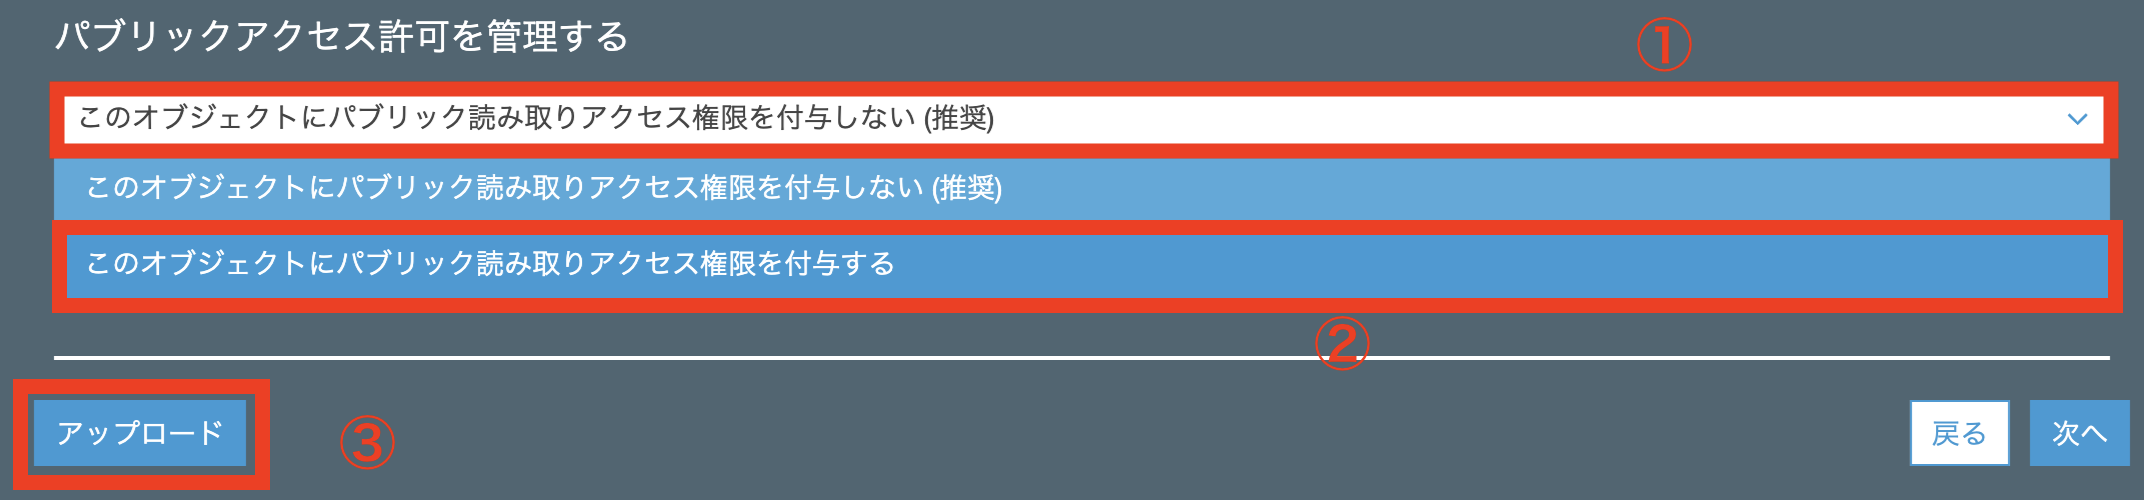 パブリックアクセス許可を管理する
①
このオブジェクトにパブリック読み取りアクセス権限を付与しない (推奨)
このオブジェクトにパブリック読み取りアクセス権限を付与しない (推奨)
このオブジェクトにパブリック読み取りアクセス権限を付与する
②
アップロード
③
戻る
次へ